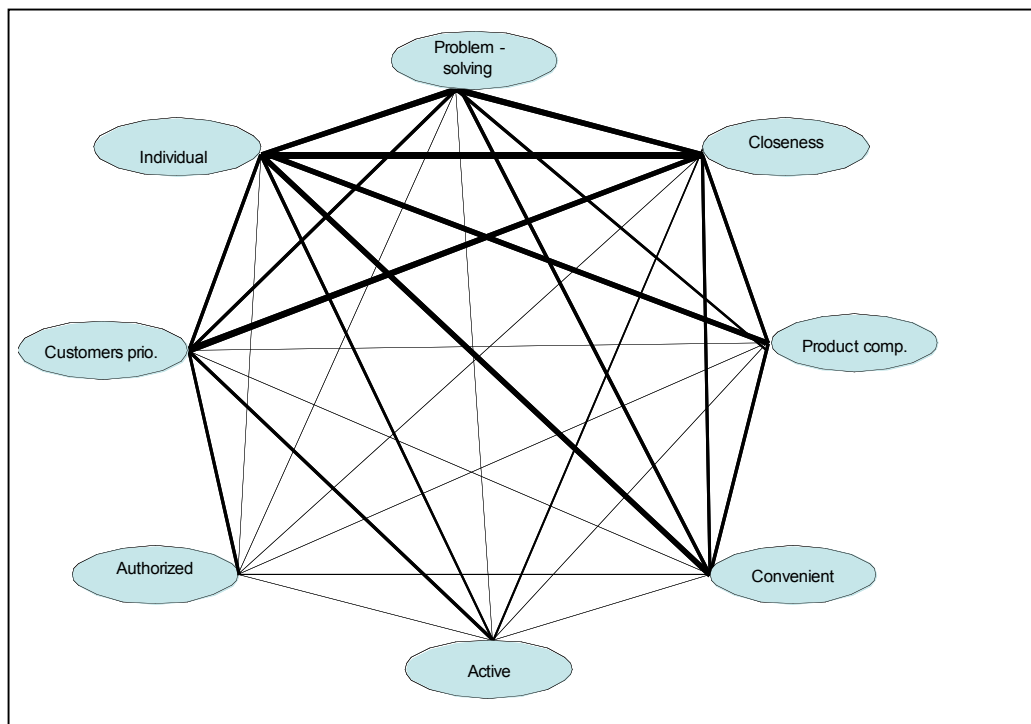 Problem -
solving
Individual
Closeness
Customers prio.
Product comp.
Authorized
Convenient
Active